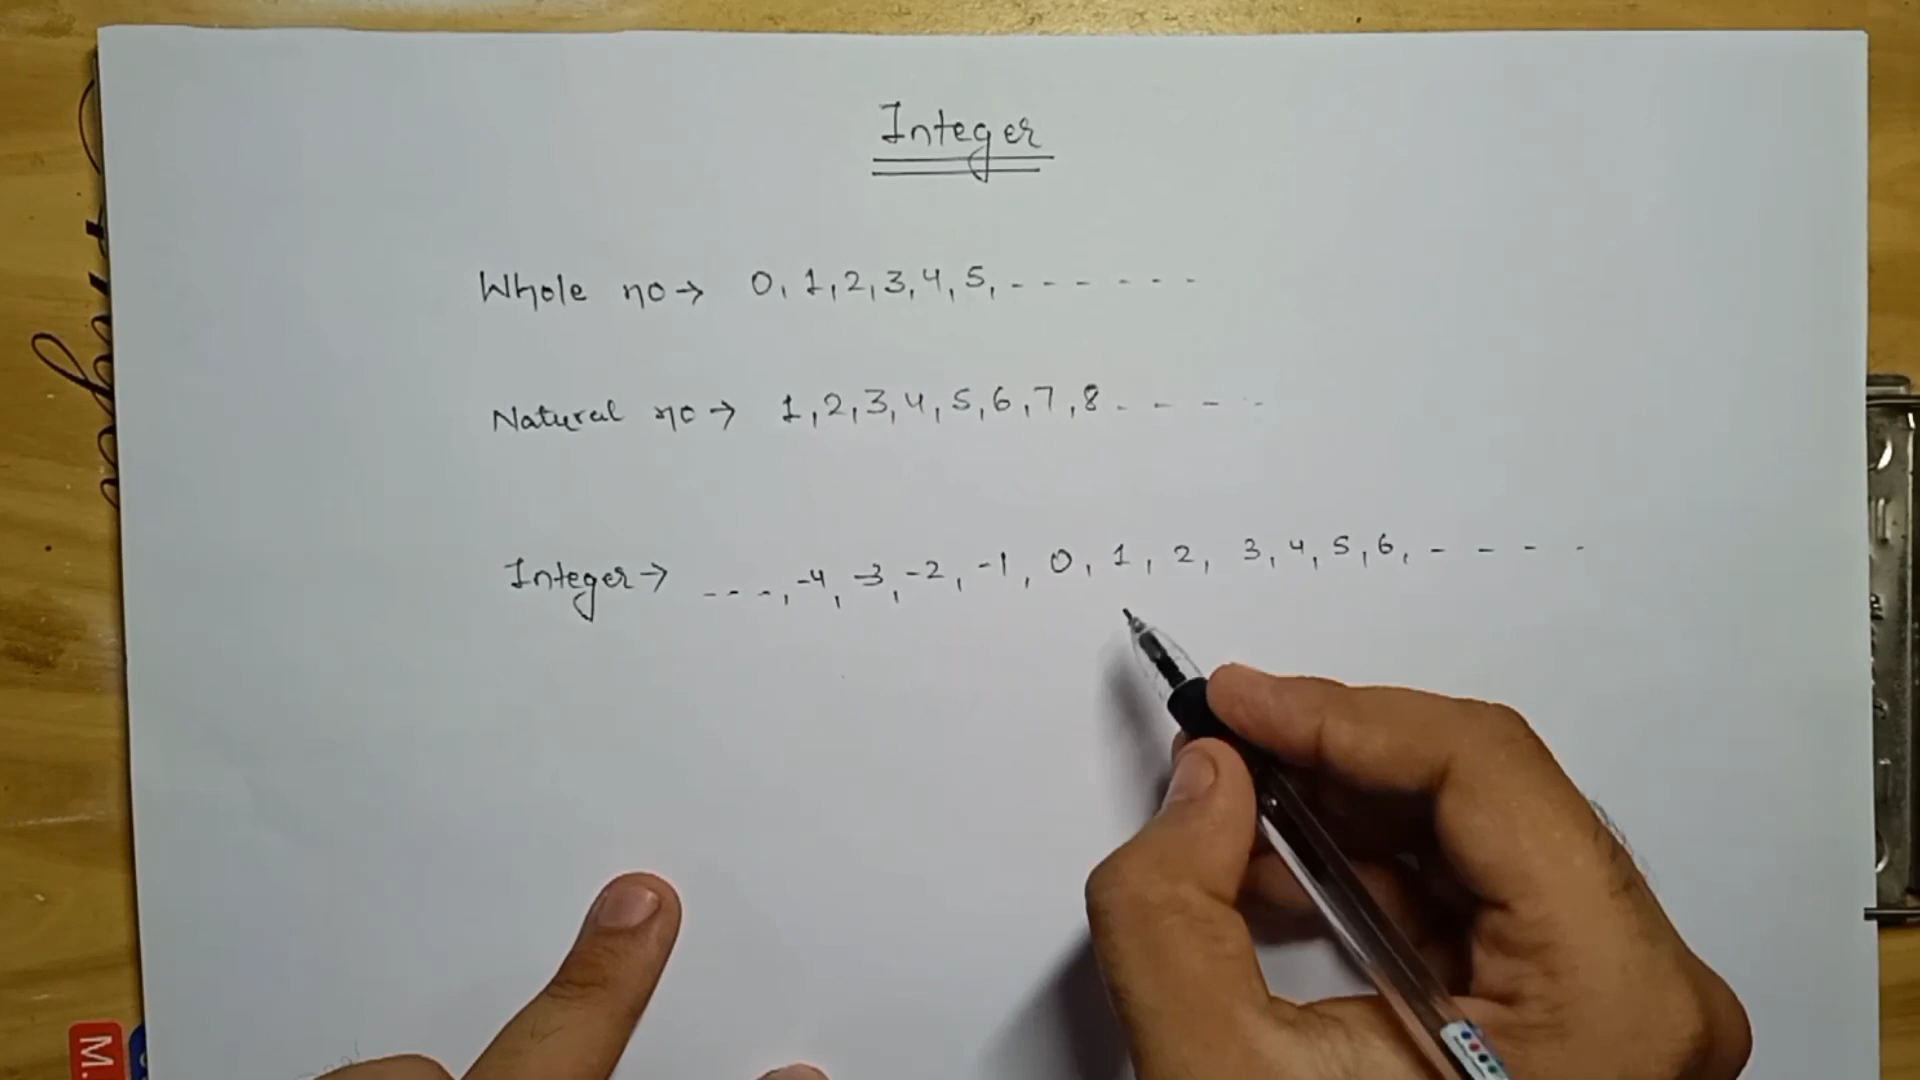 Integer
Whole no → 0, 1, 2, 3, 4, 5, - - - - - -
Natural no → 1, 2, 3, 4, 5, 6, 7, 8 - - - -
Integer → - - -, -4, -3, -2, -1, 0, 1, 2, 3, 4, 5, 6, - - - -
M.